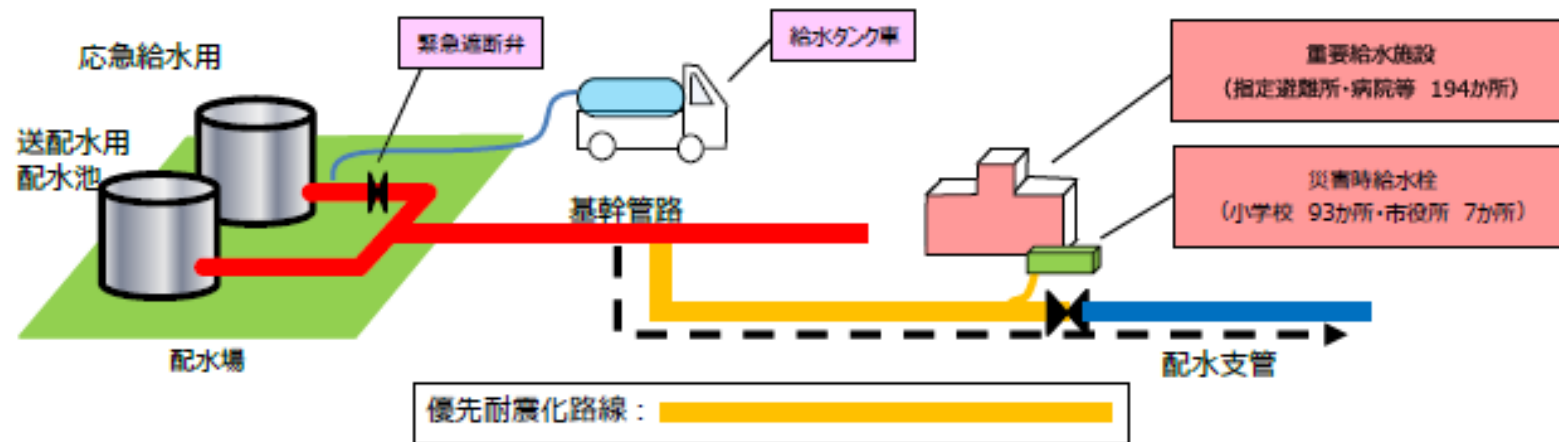 応急給水用
緊急遮断弁
給水タンク車
重要給水施設
(指定避難所・病院等 194か所)
送配水用
配水池
災害時給水栓
(小学校 93か所・市役所 7か所)
基幹管路
配水場
配水支管
優先耐震化路線: